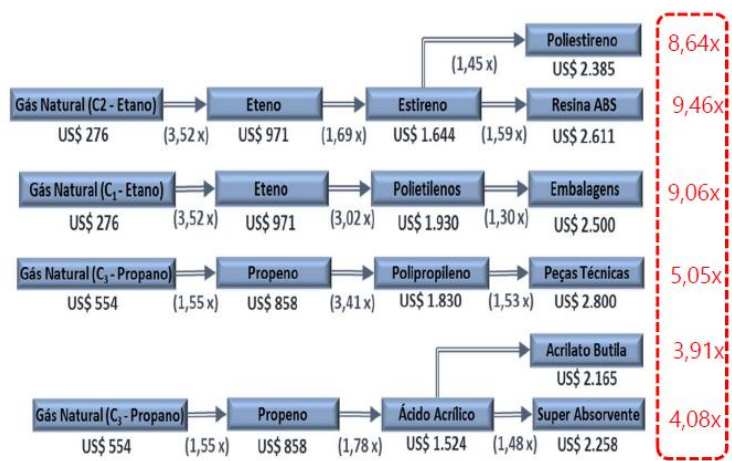 Poliestireno
8,64x
(1,45 x)
US$ 2.385
Gás Natural (C2 - Etano)
Eteno
Estireno
Resina ABS
9,46x
US$ 276
(3,52 x)
US$ 971
(1,69 x)
US$ 1.644
(1,59 x)
US$ 2.611
Gás Natural (C1 - Etano)
Eteno
Polietilenos
Embalagens
9,06x
US$ 276
(3,52 x)
US$ 971
(3,02 x)
US$ 1.930
(1,30 x)
US$ 2.500
Gás Natural (C3 - Propano)
Propeno
Polipropileno
Peças Técnicas
5,05x
US$ 554
(1,55 x)
US$ 858
(3,41 x)
US$ 1.830
(1,53 x)
US$ 2.800
Acrilato Butila
3,91x
US$ 2.165
Gás Natural (C3 - Propano)
Propeno
Ácido Acrílico
Super Absorvente
4,08x
US$ 554
(1,55 x)
US$ 858
(1,78 x)
US$ 1.524
(1,48 x)
US$ 2.258